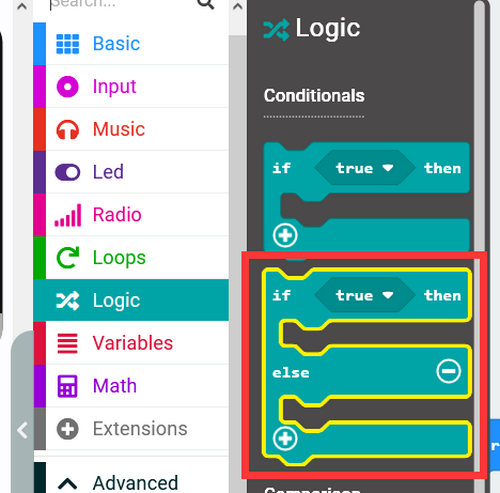 Search...
Basic
Input
Music
Led
Radio
Loops
Logic
Variables
Math
Extensions
Advanced
Logic
Conditionals
if true then
if true then
else
Comparison
r